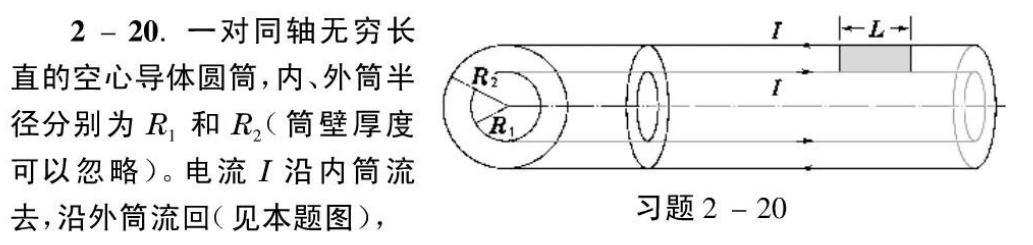 2 – 20. 一对同轴无穷长
直的空心导体圆筒,内、外筒半
径分别为 R₁ 和 R₂(筒壁厚度
可以忽略)。电流 I 沿内筒流
去,沿外筒流回(见本题图),
I
L
R₂
I
R₁
习题 2 – 20